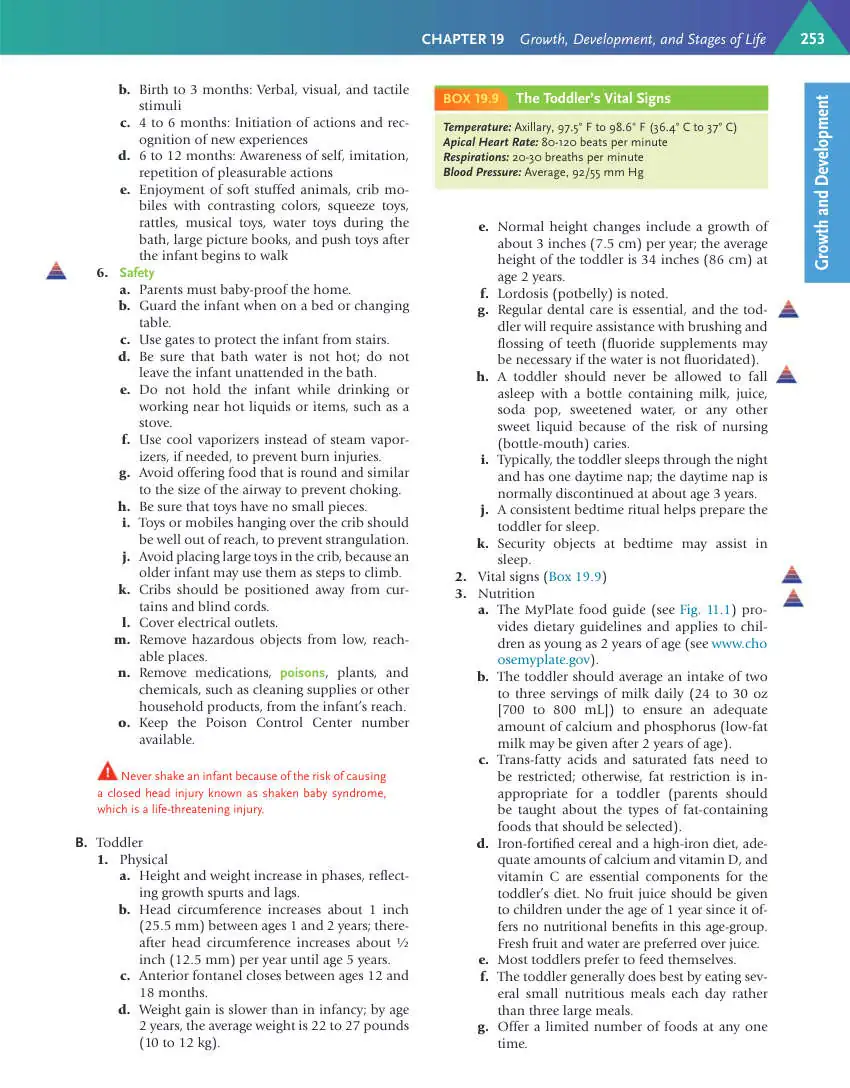 CHAPTER 19 Growth, Development, and Stages of Life 253
b. Birth to 3 months: Verbal, visual, and tactile
stimuli
c. 4 to 6 months: Initiation of actions and rec-
ognition of new experiences
d. 6 to 12 months: Awareness of self, imitation,
repetition of pleasurable actions
e. Enjoyment of soft stuffed animals, crib mo-
biles with contrasting colors, squeeze toys,
rattles, musical toys, water toys during the
bath, large picture books, and push toys after
the infant begins to walk
6. Safety
a. Parents must baby-proof the home.
b. Guard the infant when on a bed or changing
table.
c. Use gates to protect the infant from stairs.
d. Be sure that bath water is not hot; do not
leave the infant unattended in the bath.
e. Do not hold the infant while drinking or
working near hot liquids or items, such as a
stove.
f. Use cool vaporizers instead of steam vapor-
izers, if needed, to prevent burn injuries.
g. Avoid offering food that is round and similar
to the size of the airway to prevent choking.
h. Be sure that toys have no small pieces.
i. Toys or mobiles hanging over the crib should
be well out of reach, to prevent strangulation.
j. Avoid placing large toys in the crib, because an
older infant may use them as steps to climb.
k. Cribs should be positioned away from cur-
tains and blind cords.
l. Cover electrical outlets.
m. Remove hazardous objects from low, reach-
able places.
n. Remove medications, poisons, plants, and
chemicals, such as cleaning supplies or other
household products, from the infant's reach.
o. Keep the Poison Control Center number
available.
! Never shake an infant because of the risk of causing
a closed head injury known as shaken baby syndrome,
which is a life-threatening injury.
B. Toddler
1. Physical
a. Height and weight increase in phases, reflect-
ing growth spurts and lags.
b. Head circumference increases about 1 inch
(25.5 mm) between ages 1 and 2 years; there-
after head circumference increases about ½
inch (12.5 mm) per year until age 5 years.
c. Anterior fontanel closes between ages 12 and
18 months.
d. Weight gain is slower than in infancy; by age
2 years, the average weight is 22 to 27 pounds
(10 to 12 kg).
BOX 19.9 The Toddler's Vital Signs
Temperature: Axillary, 97.5° F to 98.6° F (36.4° C to 37° C)
Apical Heart Rate: 80-120 beats per minute
Respirations: 20-30 breaths per minute
Blood Pressure: Average, 92/55 mm Hg
e. Normal height changes include a growth of
about 3 inches (7.5 cm) per year; the average
height of the toddler is 34 inches (86 cm) at
age 2 years.
f. Lordosis (potbelly) is noted.
g. Regular dental care is essential, and the tod-
dler will require assistance with brushing and
flossing of teeth (fluoride supplements may
be necessary if the water is not fluoridated).
h. A toddler should never be allowed to fall
asleep with a bottle containing milk, juice,
soda pop, sweetened water, or any other
sweet liquid because of the risk of nursing
(bottle-mouth) caries.
i. Typically, the toddler sleeps through the night
and has one daytime nap; the daytime nap is
normally discontinued at about age 3 years.
j. A consistent bedtime ritual helps prepare the
toddler for sleep.
k. Security objects at bedtime may assist in
sleep.
2. Vital signs (Box 19.9)
3. Nutrition
a. The MyPlate food guide (see Fig. 11.1) pro-
vides dietary guidelines and applies to chil-
dren as young as 2 years of age (see www.cho
osemyplate.gov).
b. The toddler should average an intake of two
to three servings of milk daily (24 to 30 oz
[700 to 800 mL]) to ensure an adequate
amount of calcium and phosphorus (low-fat
milk may be given after 2 years of age).
c. Trans-fatty acids and saturated fats need to
be restricted; otherwise, fat restriction is in-
appropriate for a toddler (parents should
be taught about the types of fat-containing
foods that should be selected).
d. Iron-fortified cereal and a high-iron diet, ade-
quate amounts of calcium and vitamin D, and
vitamin C are essential components for the
toddler's diet. No fruit juice should be given
to children under the age of 1 year since it of-
fers no nutritional benefits in this age-group.
Fresh fruit and water are preferred over juice.
e. Most toddlers prefer to feed themselves.
f. The toddler generally does best by eating sev-
eral small nutritious meals each day rather
than three large meals.
g. Offer a limited number of foods at any one
time.
Growth and Development